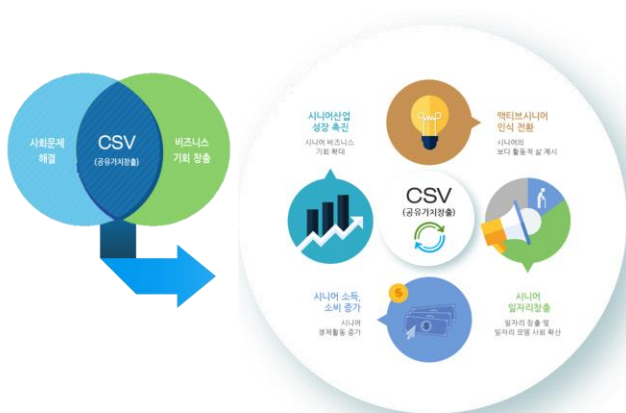 사회문제
해결
CSV
(공유가치창출)
비즈니스
기회 창출
시니어산업
성장 촉진
시니어 비즈니스
기회 확대
액티브시니어
인식 전환
시니어의
보다 활동적 삶 제시
CSV
(공유가치창출)
시니어 소득,
소비 증가
시니어
경제활동 증가
시니어
일자리창출
일자리 창출 및
일자리 모델 사회 확산